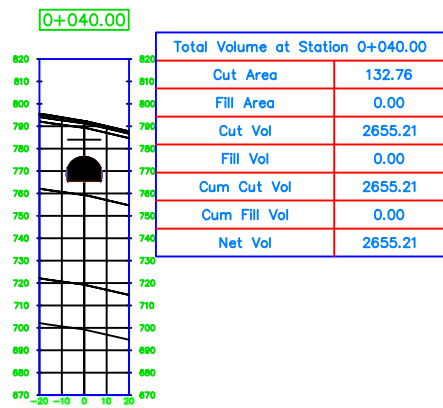 0+040.00
Total Volume at Station 0+040.00
Cut Area 132.76
Fill Area 0.00
Cut Vol 2655.21
Fill Vol 0.00
Cum Cut Vol 2655.21
Cum Fill Vol 0.00
Net Vol 2655.21
820 820
810 810
800 800
790 790
780 780
770 770
760 760
750 750
740 740
730 730
720 720
710 710
700 700
690 690
680 680
670 670
-20 -10 0 10 20